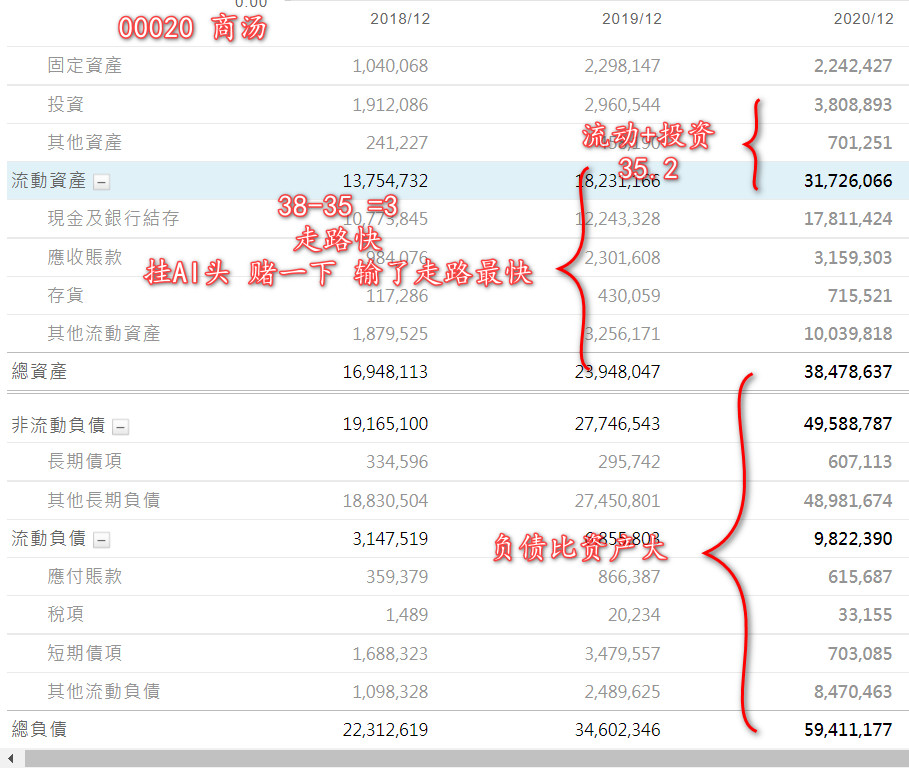 0.00
00020 商汤
2018/12 2019/12 2020/12
固定資產 1,040,068 2,298,147 2,242,427
投資 1,912,086 2,960,544 3,808,893
流动+投资
其他資產 241,227 701,251
35.2
流動資產 13,754,732 18,231,166 31,726,066
38-35 =3
現金及銀行結存 12,243,328 17,811,424
走路快
應收賬款 984,076 2,301,608 3,159,303
挂AI头 赌一下 输了走路最快
存貨 117,286 430,059 715,521
其他流動資產 1,879,525 3,256,171 10,039,818
總資產 16,948,113 23,948,047 38,478,637
非流動負債 19,165,100 27,746,543 49,588,787
長期債項 334,596 295,742 607,113
其他長期負債 18,830,504 27,450,801 48,981,674
流動負債 3,147,519 6,855,803 9,822,390
负债比资产大
應付賬款 359,379 866,387 615,687
稅項 1,489 20,234 33,155
短期債項 1,688,323 3,479,557 703,085
其他流動負債 1,098,328 2,489,625 8,470,463
總負債 22,312,619 34,602,346 59,411,177